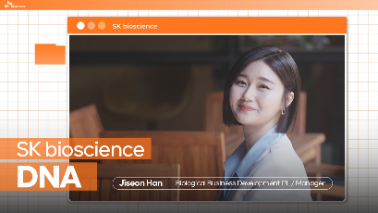 SK bioscience
SK bioscience
DNA
Jiseon Han Biological Business Development PL / Manager